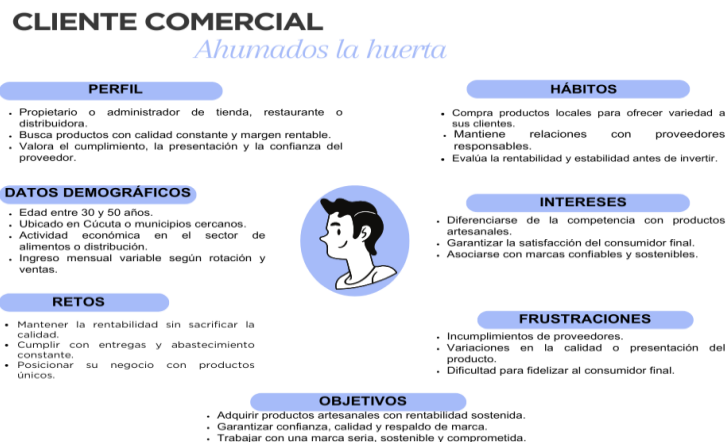 CLIENTE COMERCIAL
Ahumados la huerta
PERFIL
• Propietario o administrador de tienda, restaurante o
distribuidora.
• Busca productos con calidad constante y margen rentable.
• Valora el cumplimiento, la presentación y la confianza del
proveedor.
DATOS DEMOGRÁFICOS
• Edad entre 30 y 50 años.
• Ubicado en Cúcuta o municipios cercanos.
• Actividad económica en el sector de
alimentos o distribución.
• Ingreso mensual variable según rotación y
ventas.
RETOS
• Mantener la rentabilidad sin sacrificar la
calidad.
• Cumplir con entregas y abastecimiento
constante.
• Posicionar su negocio con productos
únicos.
HÁBITOS
• Compra productos locales para ofrecer variedad a
sus clientes.
• Mantiene relaciones con proveedores
responsables.
• Evalúa la rentabilidad y estabilidad antes de invertir.
INTERESES
• Diferenciarse de la competencia con productos
artesanales.
• Garantizar la satisfacción del consumidor final.
• Asociarse con marcas confiables y sostenibles.
FRUSTRACIONES
• Incumplimientos de proveedores.
• Variaciones en la calidad o presentación del
producto.
• Dificultad para fidelizar al consumidor final.
OBJETIVOS
• Adquirir productos artesanales con rentabilidad sostenida.
• Garantizar confianza, calidad y respaldo de marca.
• Trabajar con una marca seria, sostenible y comprometida.